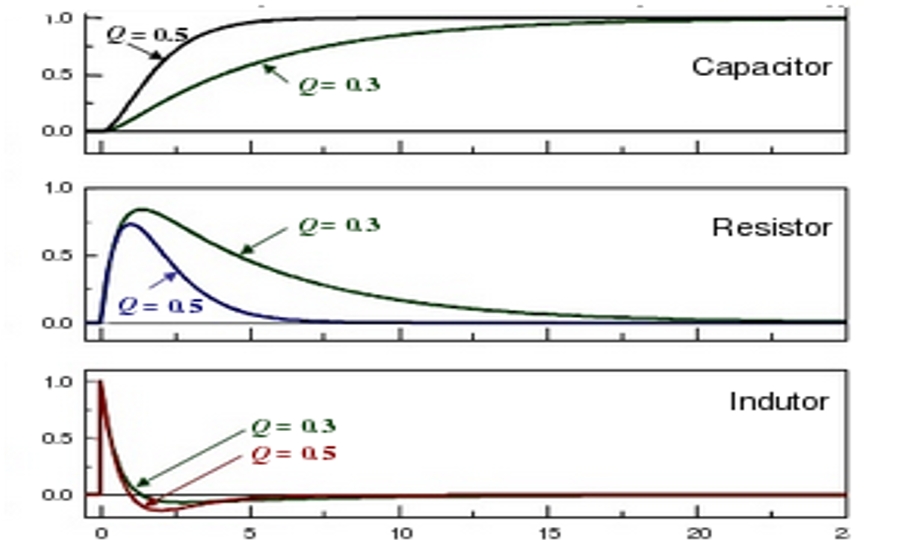 1.0
Q = 0.5
0.5
Capacitor
Q = 0.3
0.0
1.0
Q = 0.3
Resistor
0.5
Q = 0.5
0.0
1.0
Indutor
Q = 0.3
0.5
Q = 0.5
0.0
0 5 10 15 20